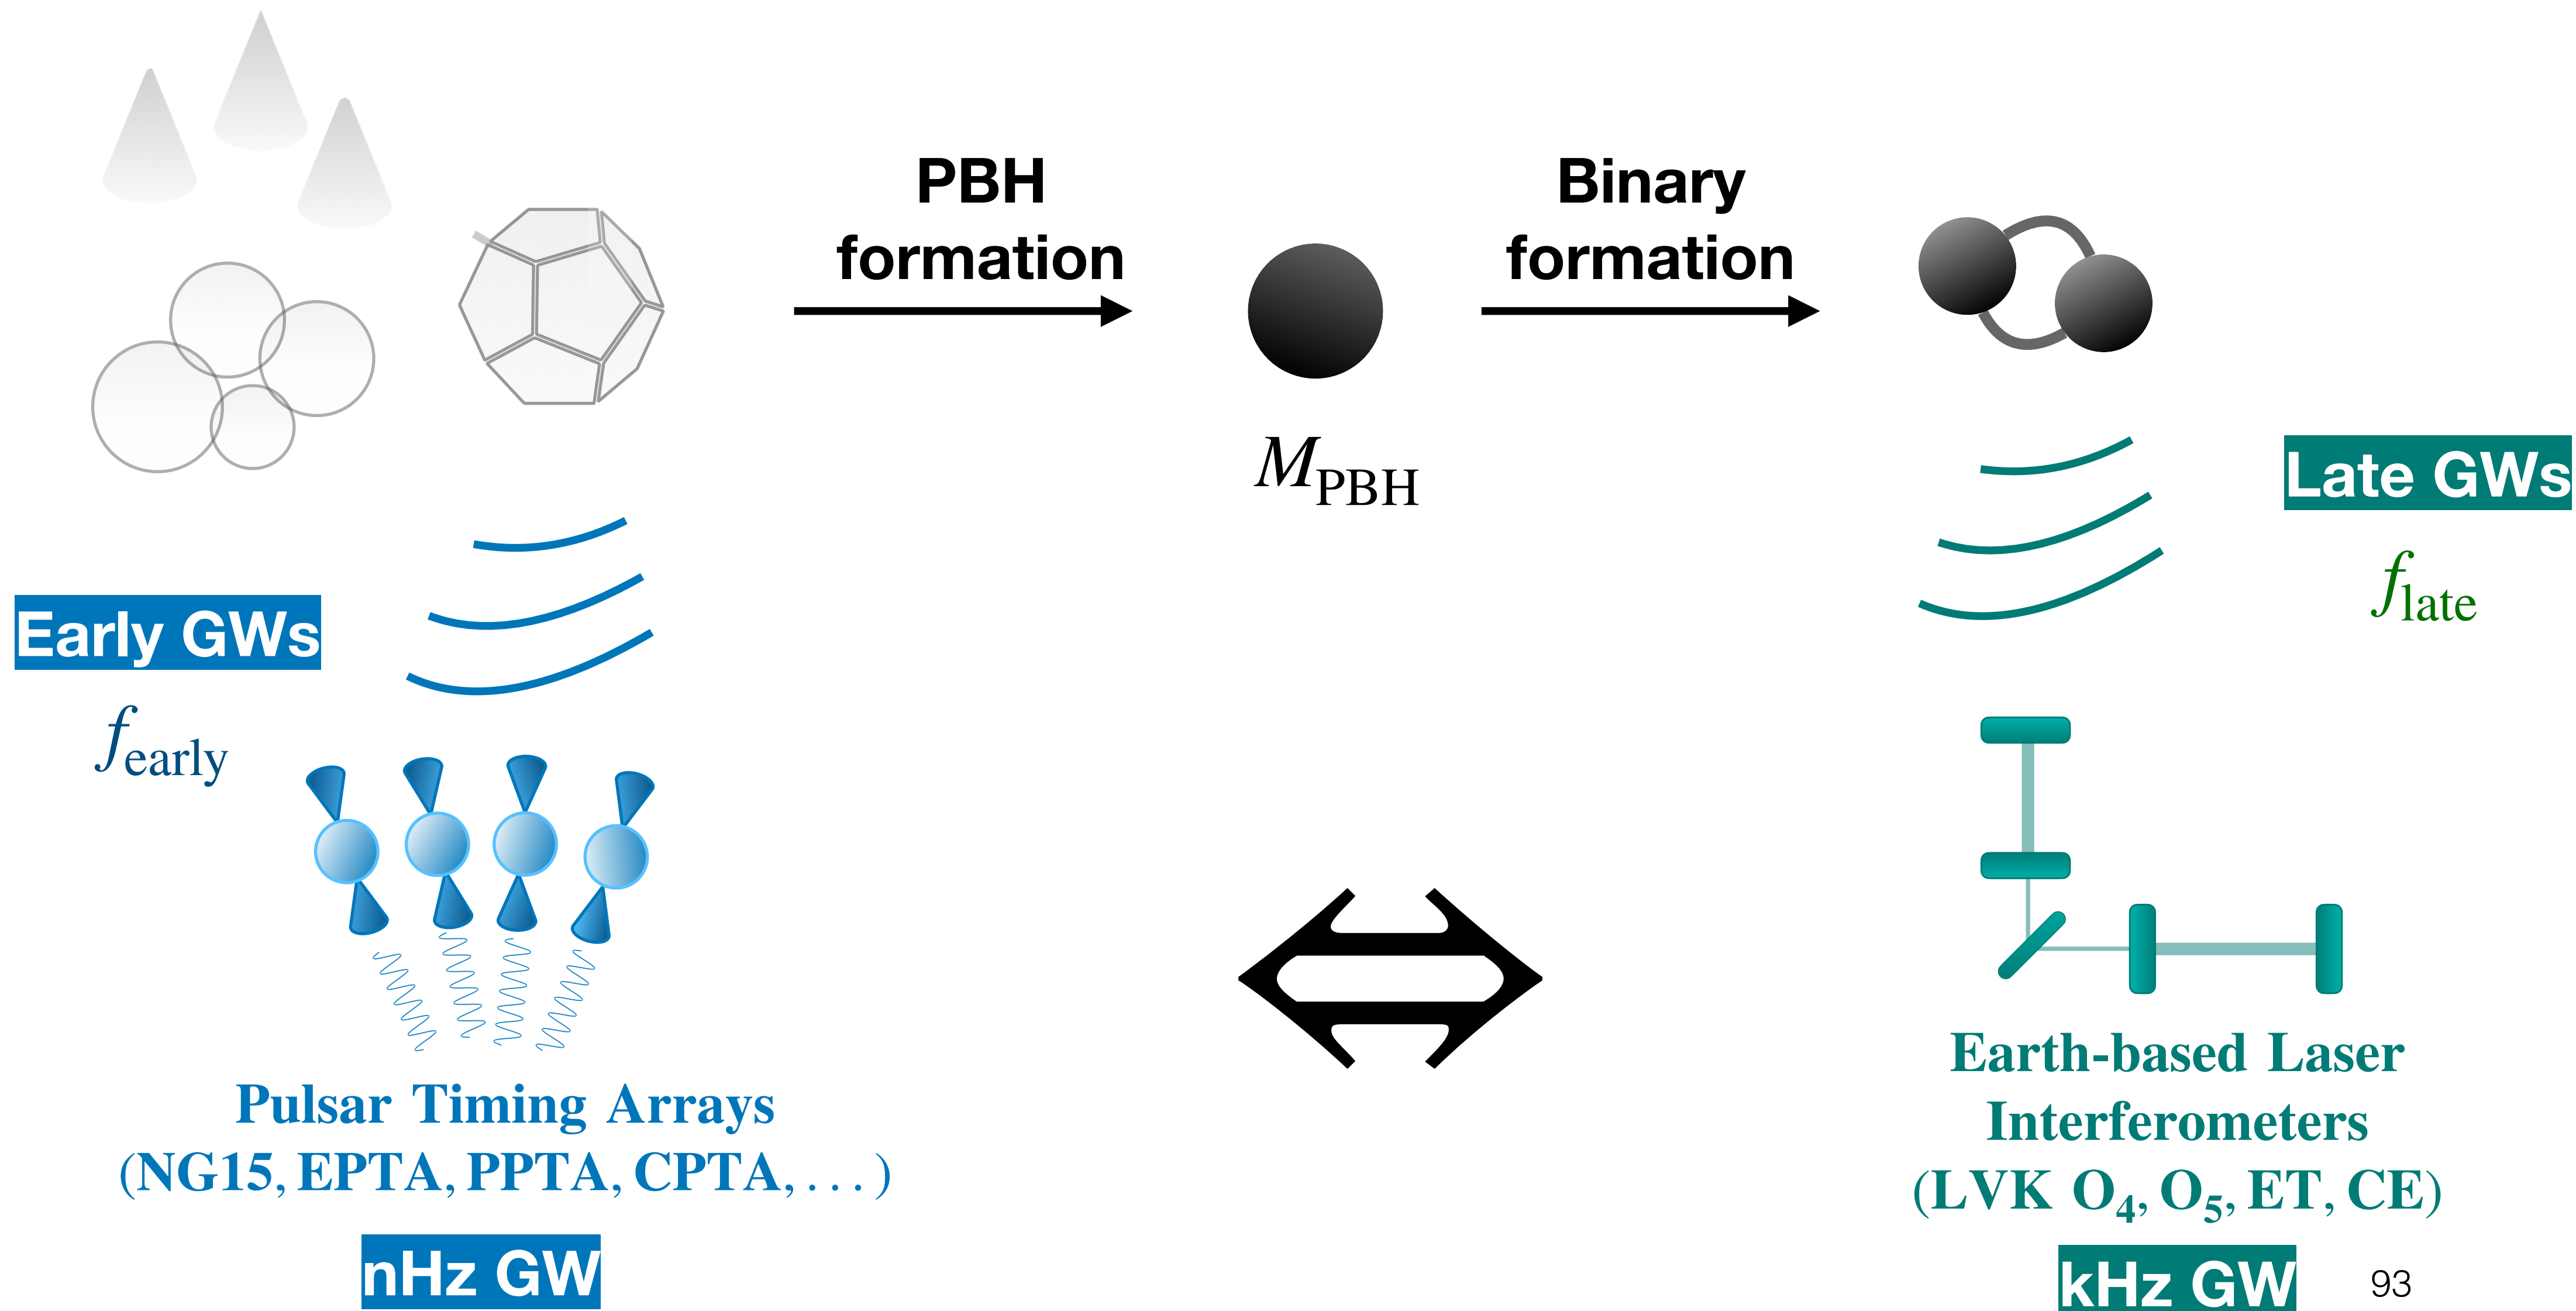 PBH
formation
Binary
formation
M_PBH
Early GWs
f_early
Late GWs
f_late
Pulsar Timing Arrays
(NG15, EPTA, PPTA, CPTA, . . . )
nHz GW
Earth-based Laser
Interferometers
(LVK O₄, O₅, ET, CE)
kHz GW
93